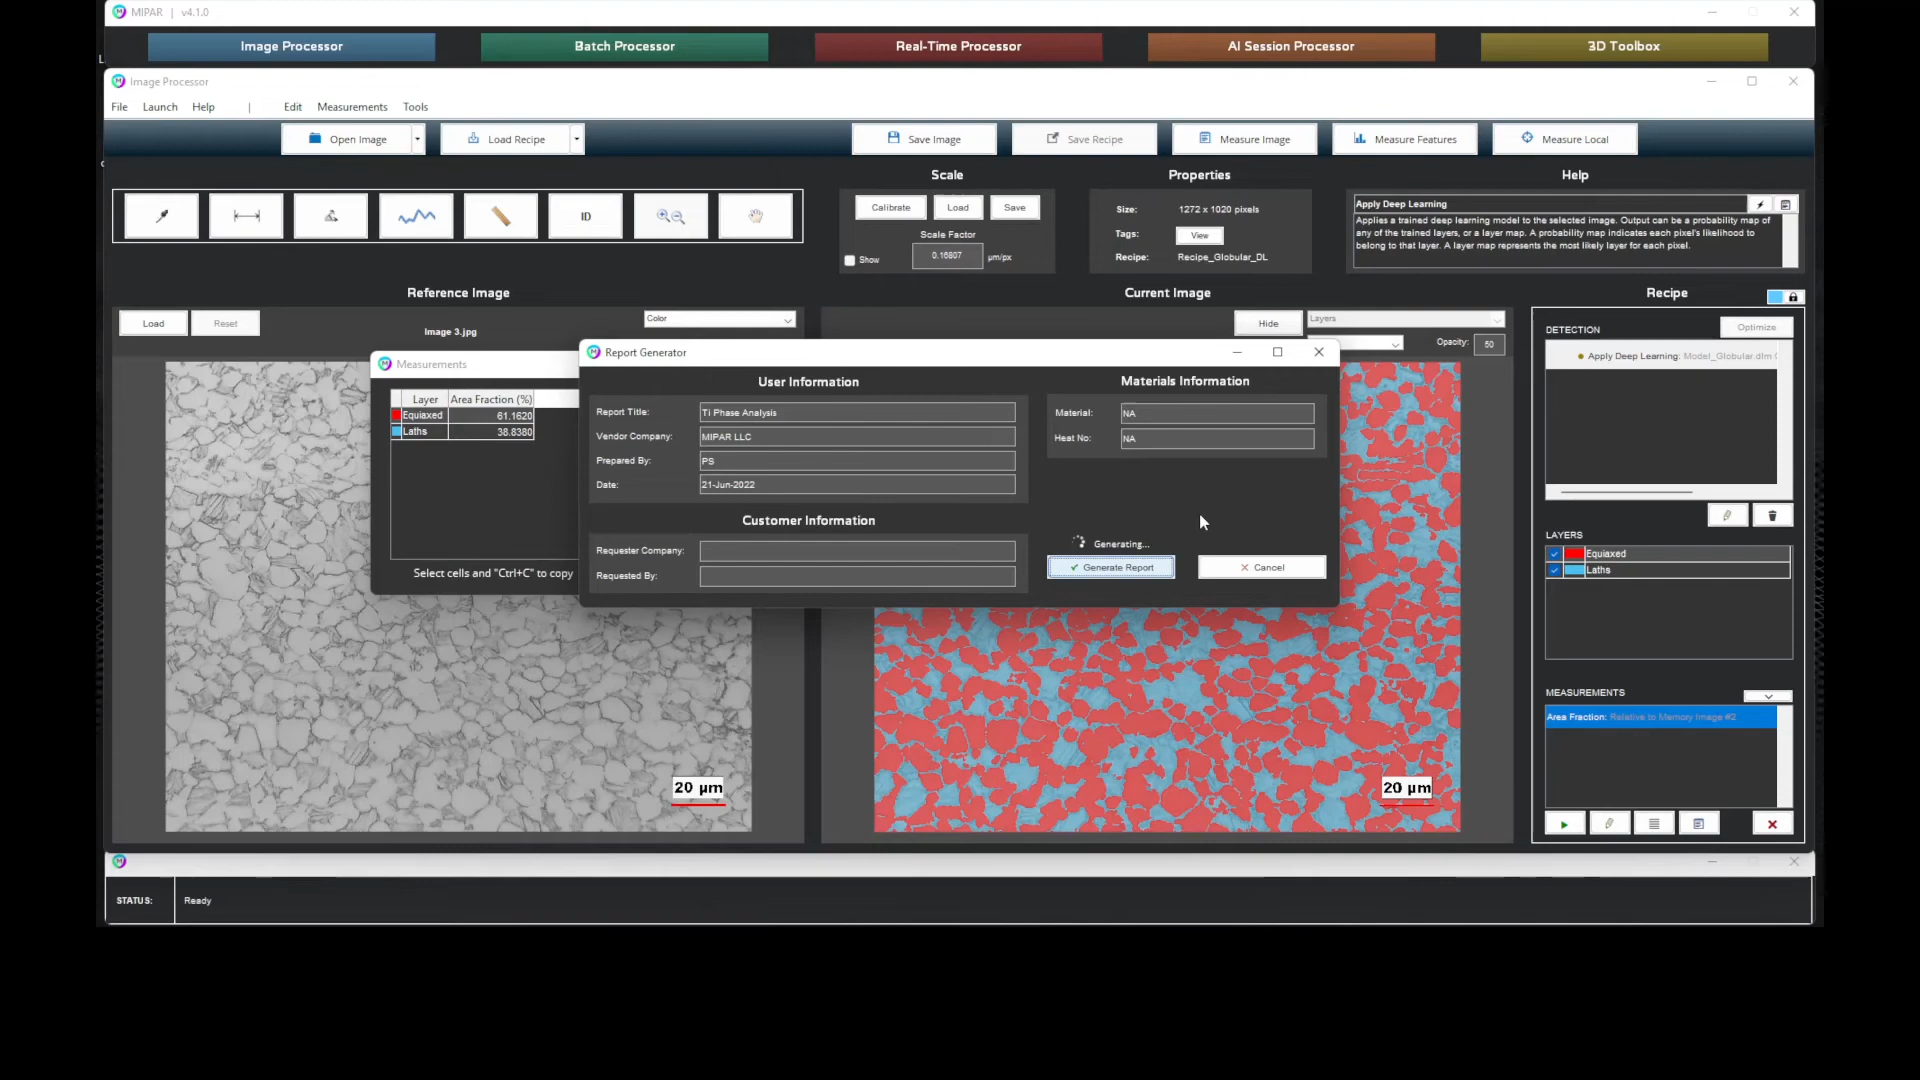 MIPAR | v4.1.0
Image Processor
Batch Processor
Real-Time Processor
AI Session Processor
3D Toolbox
Image Processor
File Launch Help | Edit Measurements Tools
Open Image
Load Recipe
Save Image
Save Recipe
Measure Image
Measure Features
Measure Local
ID
Scale
Calibrate
Load
Save
Scale Factor
Show
0.16807
µm/px
Properties
Size: 1272 x 1020 pixels
Tags: View
Recipe: Recipe_Globular_DL
Help
Apply Deep Learning
Applies a trained deep learning model to the selected image. Output can be a probability map of
any of the trained layers, or a layer map. A probability map indicates each pixel's likelihood to
belong to that layer. A layer map represents the most likely layer for each pixel.
Reference Image
Load
Reset
Image 3.jpg
Color
20 µm
Current Image
Hide
Layers
Opacity: 50
20 µm
Measurements
Layer Area Fraction (%)
Equiaxed 61.1620
Laths 38.8380
Select cells and "Ctrl+C" to copy
Report Generator
User Information
Report Title: Ti Phase Analysis
Vendor Company: MIPAR LLC
Prepared By: PS
Date: 21-Jun-2022
Customer Information
Requester Company:
Requested By:
Materials Information
Material: NA
Heat No: NA
Generating...
Generate Report
Cancel
Recipe
DETECTION
Optimize
Apply Deep Learning: Model_Globular.dlm
LAYERS
Equiaxed
Laths
MEASUREMENTS
Area Fraction: Relative to Memory Image #2
STATUS: Ready